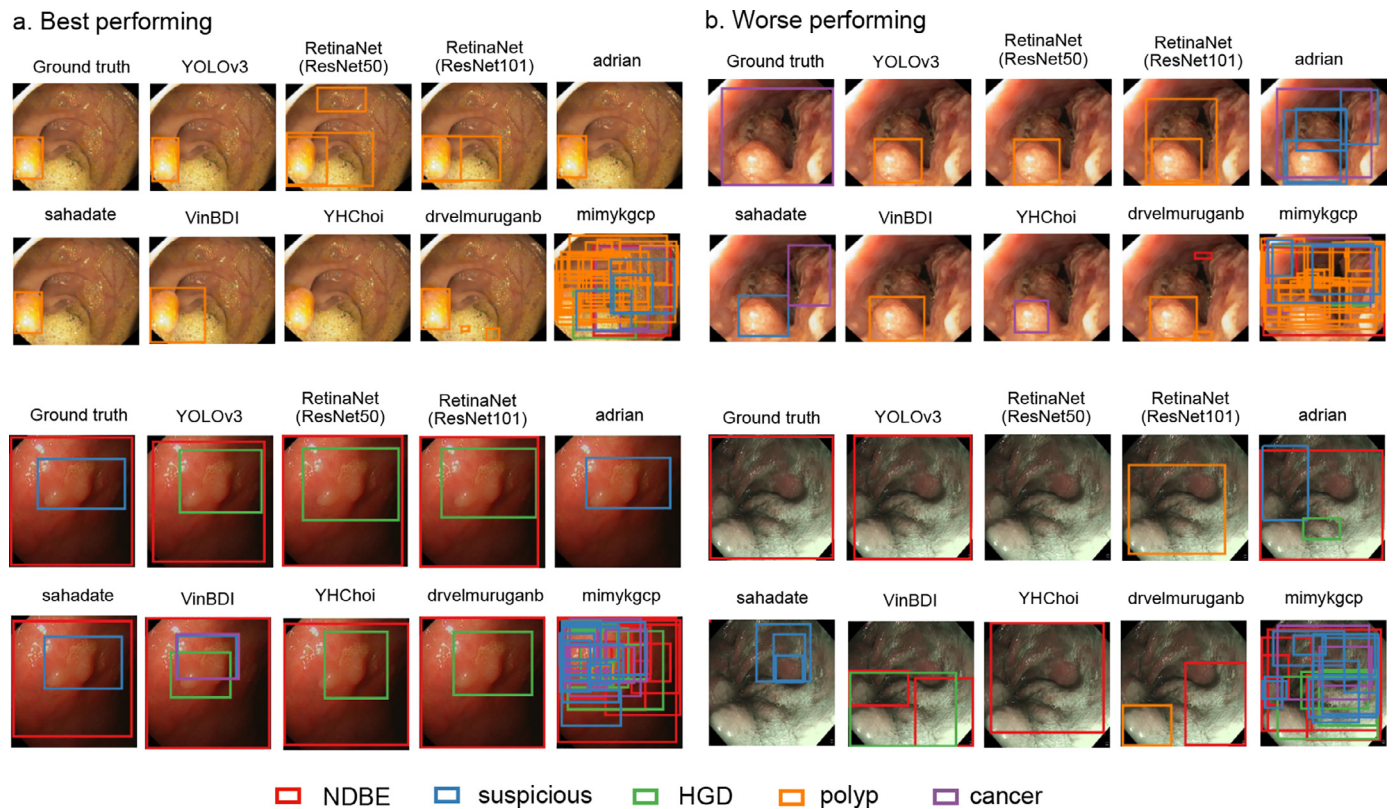 a. Best performing
Ground truth
YOLOv3
RetinaNet
(ResNet50)
RetinaNet
(ResNet101)
adrian
sahadate
VinBDI
YHChoi
drvelmuruganb
mimykgcp
Ground truth
YOLOv3
RetinaNet
(ResNet50)
RetinaNet
(ResNet101)
adrian
sahadate
VinBDI
YHChoi
drvelmuruganb
mimykgcp
b. Worse performing
Ground truth
YOLOv3
RetinaNet
(ResNet50)
RetinaNet
(ResNet101)
adrian
sahadate
VinBDI
YHChoi
drvelmuruganb
mimykgcp
Ground truth
YOLOv3
RetinaNet
(ResNet50)
RetinaNet
(ResNet101)
adrian
sahadate
VinBDI
YHChoi
drvelmuruganb
mimykgcp
NDBE
suspicious
HGD
polyp
cancer